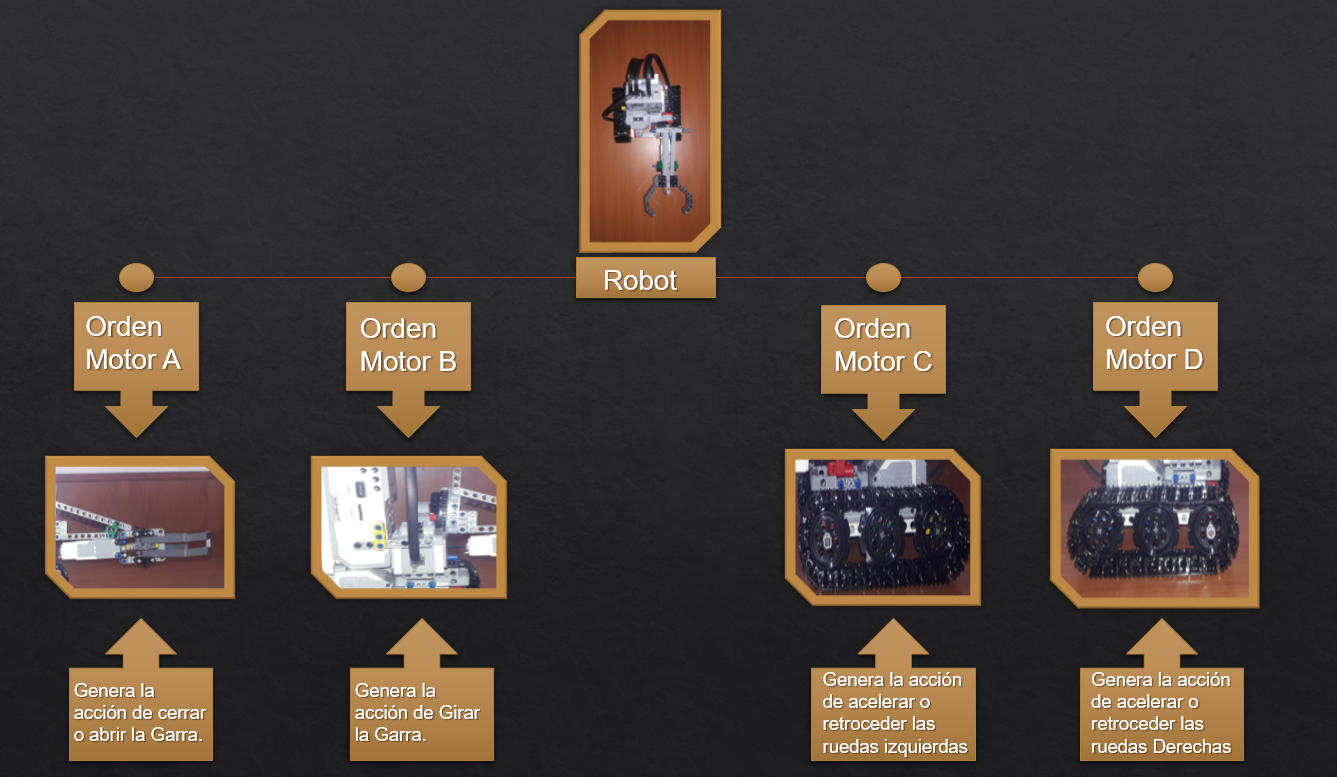 Robot
Orden
Motor A
Orden
Motor B
Orden
Motor C
Orden
Motor D
Genera la
acción de cerrar
o abrir la Garra.
Genera la
acción de Girar
la Garra.
Genera la acción
de acelerar o
retroceder las
ruedas izquierdas
Genera la acción
de acelerar o
retroceder las
ruedas Derechas